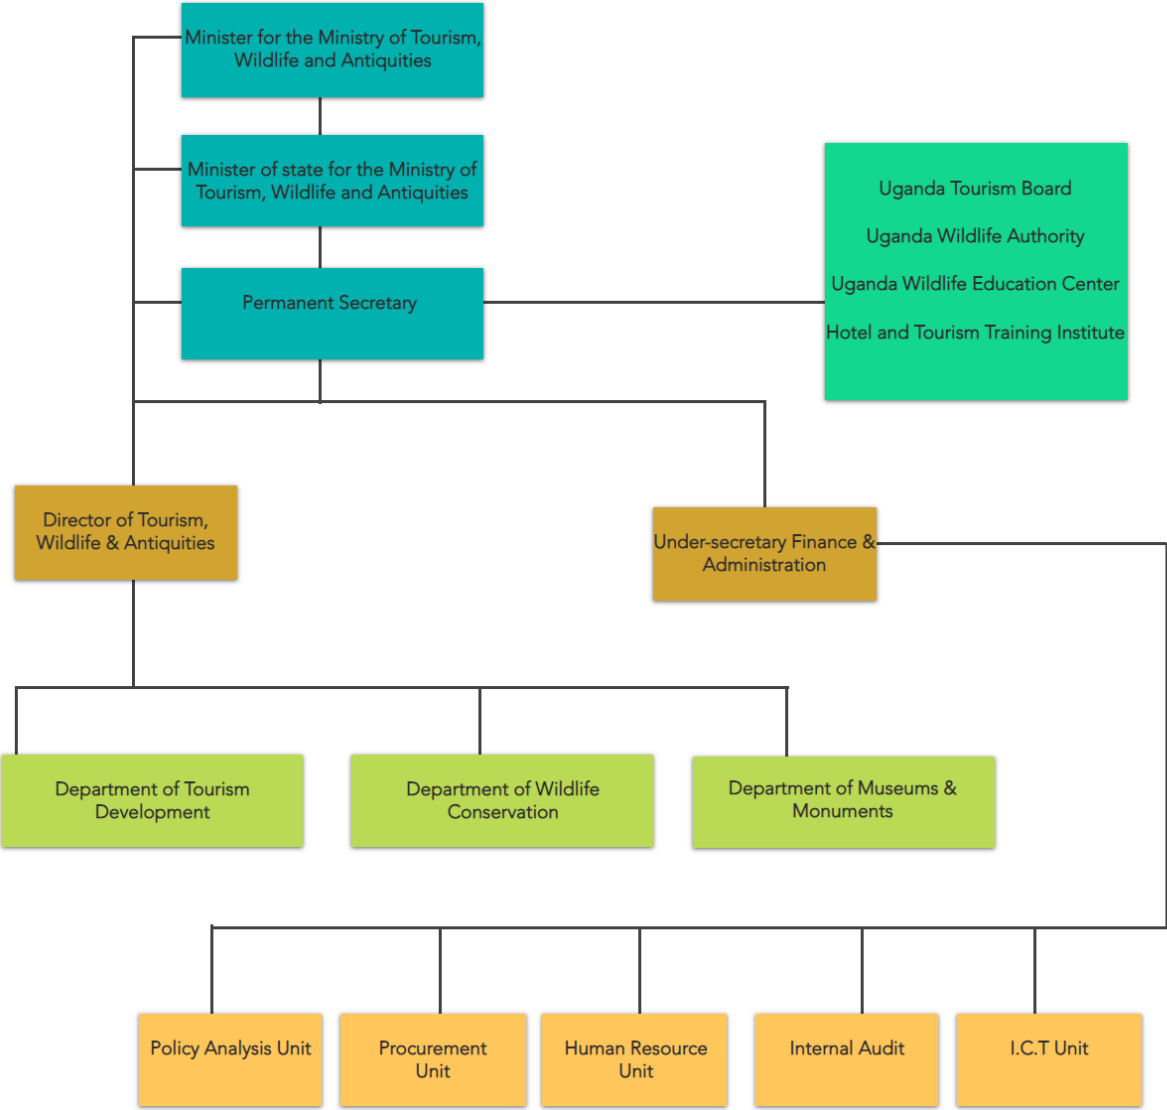 Minister for the Ministry of Tourism,
Wildlife and Antiquities
Minister of state for the Ministry of
Tourism, Wildlife and Antiquities
Permanent Secretary
Uganda Tourism Board
Uganda Wildlife Authority
Uganda Wildlife Education Center
Hotel and Tourism Training Institute
Director of Tourism,
Wildlife & Antiquities
Under-secretary Finance &
Administration
Department of Tourism
Development
Department of Wildlife
Conservation
Department of Museums &
Monuments
Policy Analysis Unit
Procurement
Unit
Human Resource
Unit
Internal Audit
I.C.T Unit